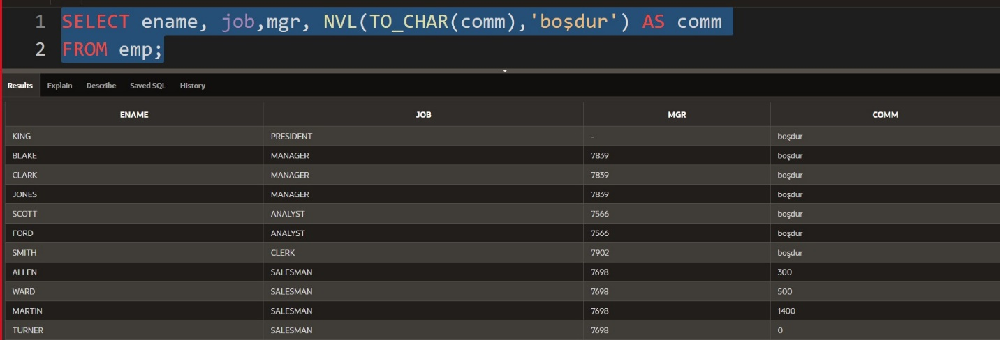 1 SELECT ename, job,mgr, NVL(TO_CHAR(comm),'boşdur') AS comm
2 FROM emp;
Results Explain Describe Saved SQL History
ENAME JOB MGR COMM
KING PRESIDENT - boşdur
BLAKE MANAGER 7839 boşdur
CLARK MANAGER 7839 boşdur
JONES MANAGER 7839 boşdur
SCOTT ANALYST 7566 boşdur
FORD ANALYST 7566 boşdur
SMITH CLERK 7902 boşdur
ALLEN SALESMAN 7698 300
WARD SALESMAN 7698 500
MARTIN SALESMAN 7698 1400
TURNER SALESMAN 7698 0